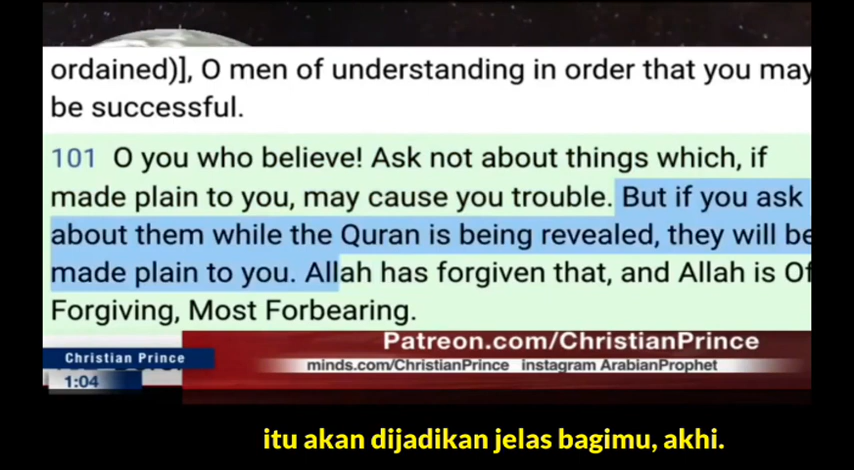 ordained)], O men of understanding in order that you may
be successful.
101 O you who believe! Ask not about things which, if
made plain to you, may cause you trouble. But if you ask
about them while the Quran is being revealed, they will be
made plain to you. Allah has forgiven that, and Allah is Of
Forgiving, Most Forbearing.
Patreon.com/ChristianPrince
Christian Prince
minds.com/ChristianPrince instagram ArabianProphet
1:04
itu akan dijadikan jelas bagimu, akhi.